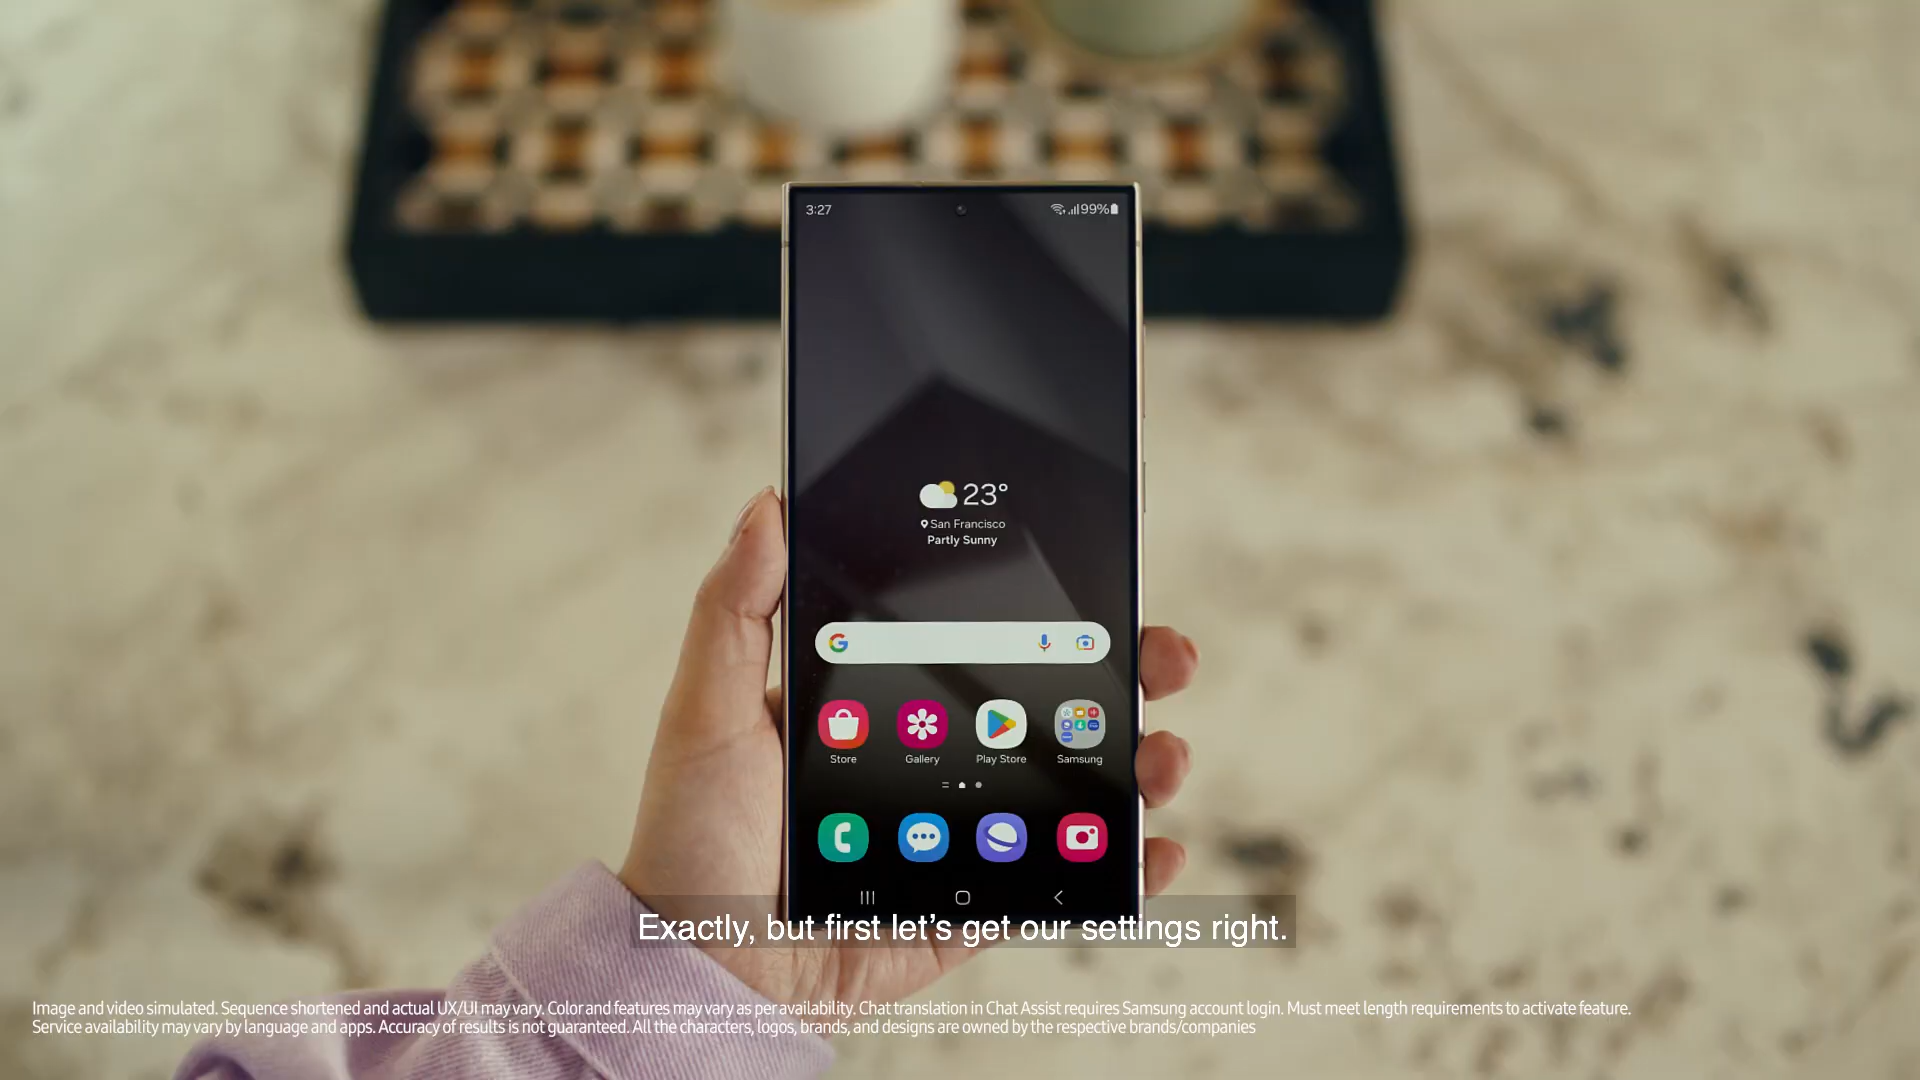 3:27
99%
23°
San Francisco
Partly Sunny
G
Store
Gallery
Play Store
Samsung
Exactly, but first let's get our settings right.
Image and video simulated. Sequence shortened and actual UX/UI may vary. Color and features may vary as per availability. Chat translation in Chat Assist requires Samsung account login. Must meet length requirements to activate feature.
Service availability may vary by language and apps. Accuracy of results is not guaranteed. All the characters, logos, brands, and designs are owned by the respective brands/companies